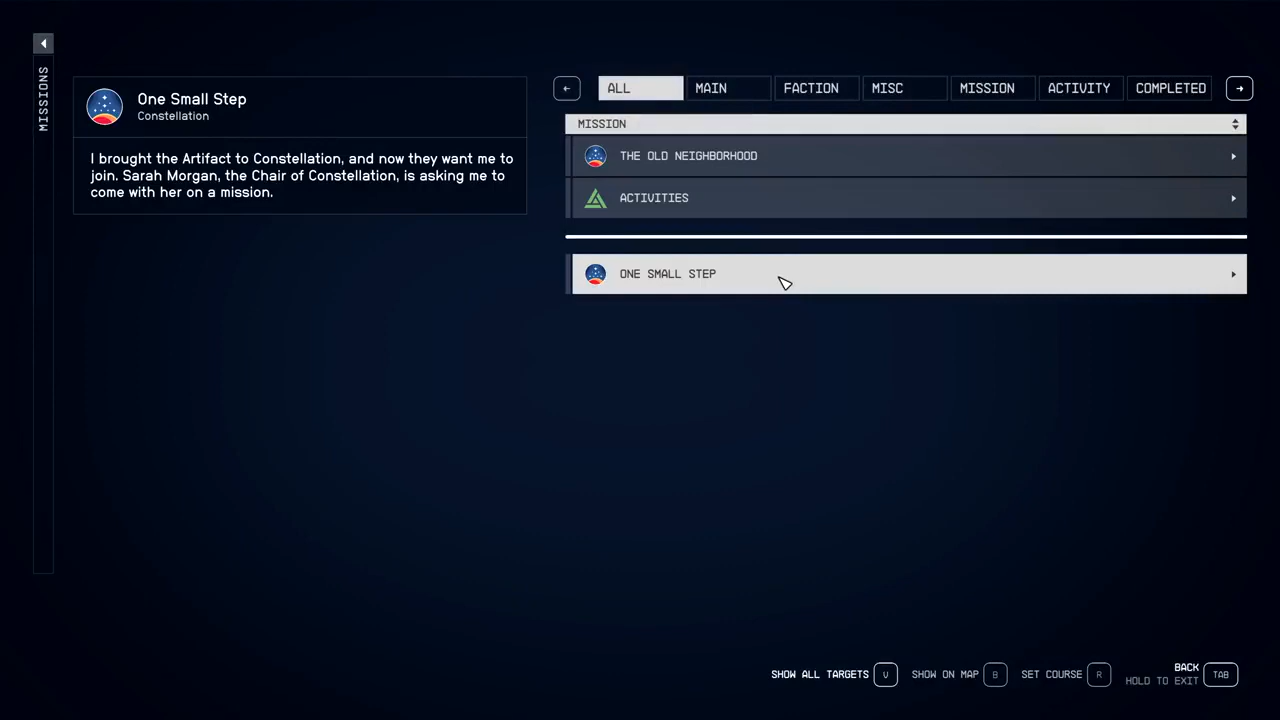 MISSIONS
One Small Step
Constellation
I brought the Artifact to Constellation, and now they want me to
join. Sarah Morgan, the Chair of Constellation, is asking me to
come with her on a mission.
ALL MAIN FACTION MISC MISSION ACTIVITY COMPLETED
MISSION
THE OLD NEIGHBORHOOD
ACTIVITIES
ONE SMALL STEP
SHOW ALL TARGETS V SHOW ON MAP B SET COURSE R BACK TAB
HOLD TO EXIT